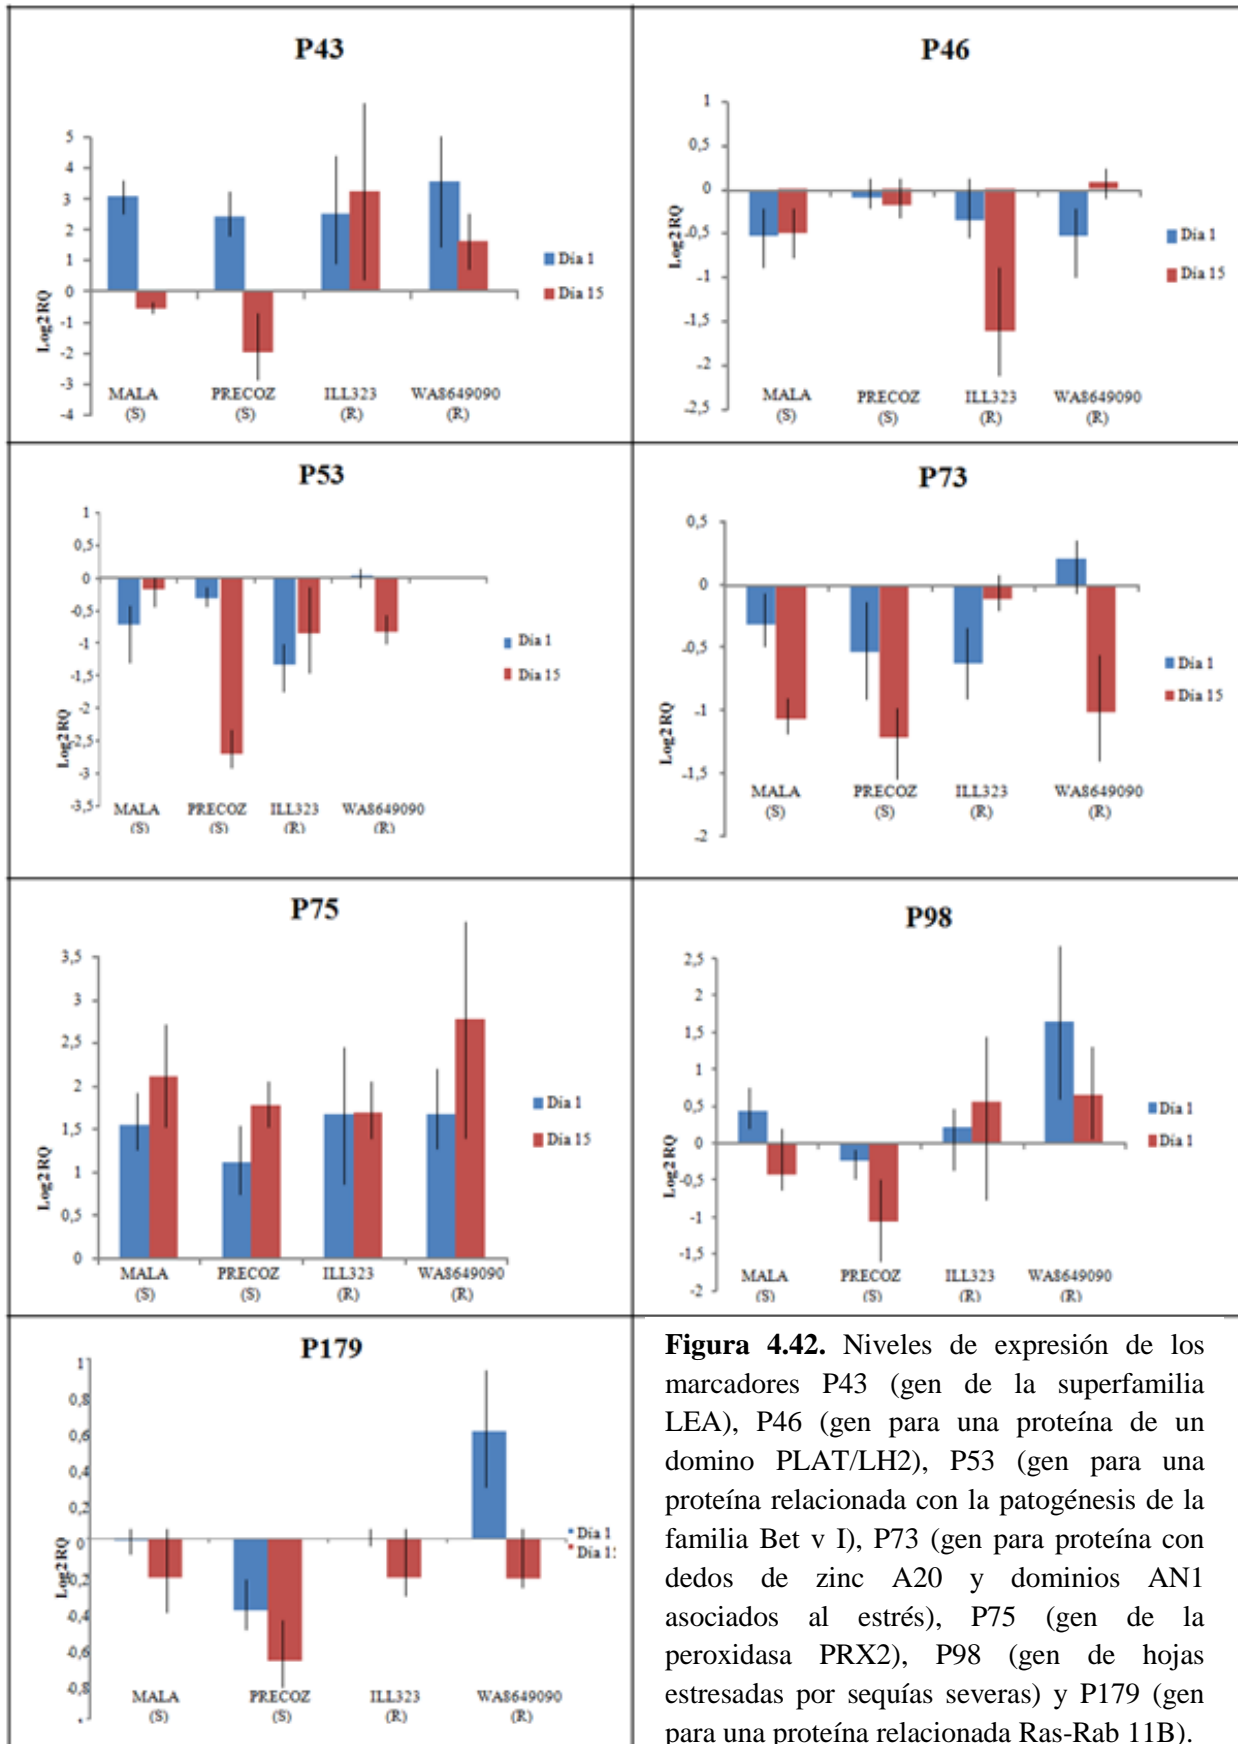 P43
5
4
3
2
1
0
-1
-2
-3
-4
Log2RQ
MALA
(S)
PRECOZ
(S)
ILL323
(R)
WA8649090
(R)
Día 1
Día 15
P46
1
0,5
0
-0,5
-1
-1,5
-2
-2,5
Log2RQ
MALA
(S)
PRECOZ
(S)
ILL323
(R)
WA8649090
(R)
Día 1
Día 15
P53
1
0,5
0
-0,5
-1
-1,5
-2
-2,5
-3
-3,5
Log2RQ
MALA
(S)
PRECOZ
(S)
ILL323
(R)
WA8649090
(R)
Día 1
Día 15
P73
0,5
0
-0,5
-1
-1,5
-2
Log2RQ
MALA
(S)
PRECOZ
(S)
ILL323
(R)
WA8649090
(R)
Día 1
Día 15
P75
3,5
3
2,5
2
1,5
1
0,5
0
Log2RQ
MALA
(S)
PRECOZ
(S)
ILL323
(R)
WA8649090
(R)
Día 1
Día 15
P98
2,5
2
1,5
1
0,5
0
-0,5
-1
-1,5
-2
Log2RQ
MALA
(S)
PRECOZ
(S)
ILL323
(R)
WA8649090
(R)
Día 1
Día 1
P179
1
0,8
0,6
0,4
0,2
0
0,2
0,4
0,6
0,8
Log2RQ
MALA
(S)
PRECOZ
(S)
ILL323
(R)
WA8649090
(R)
Día 1
Día 1
Figura 4.42. Niveles de expresión de los
marcadores P43 (gen de la superfamilia
LEA), P46 (gen para una proteína de un
domino PLAT/LH2), P53 (gen para una
proteína relacionada con la patogénesis de la
familia Bet v I), P73 (gen para proteína con
dedos de zinc A20 y dominios AN1
asociados al estrés), P75 (gen de la
peroxidasa PRX2), P98 (gen de hojas
estresadas por sequías severas) y P179 (gen
para una proteína relacionada Ras-Rab 11B).